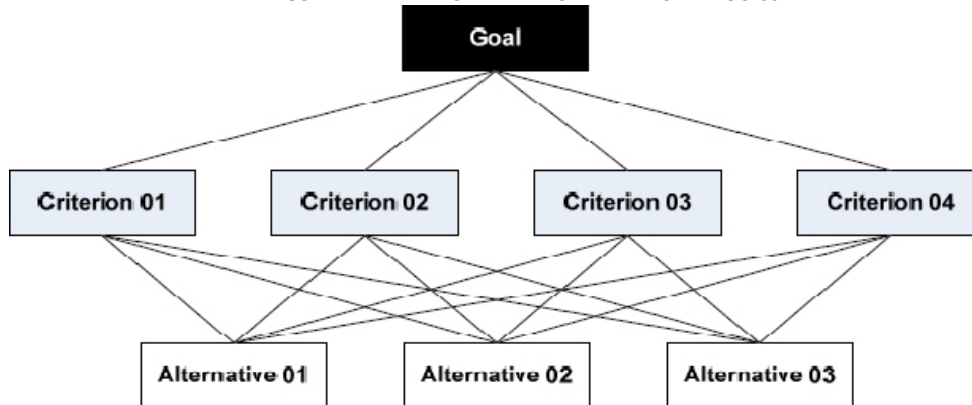 Goal
Criterion 01
Criterion 02
Criterion 03
Criterion 04
Alternative 01
Alternative 02
Alternative 03